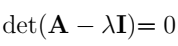 det(A − λI)= 0